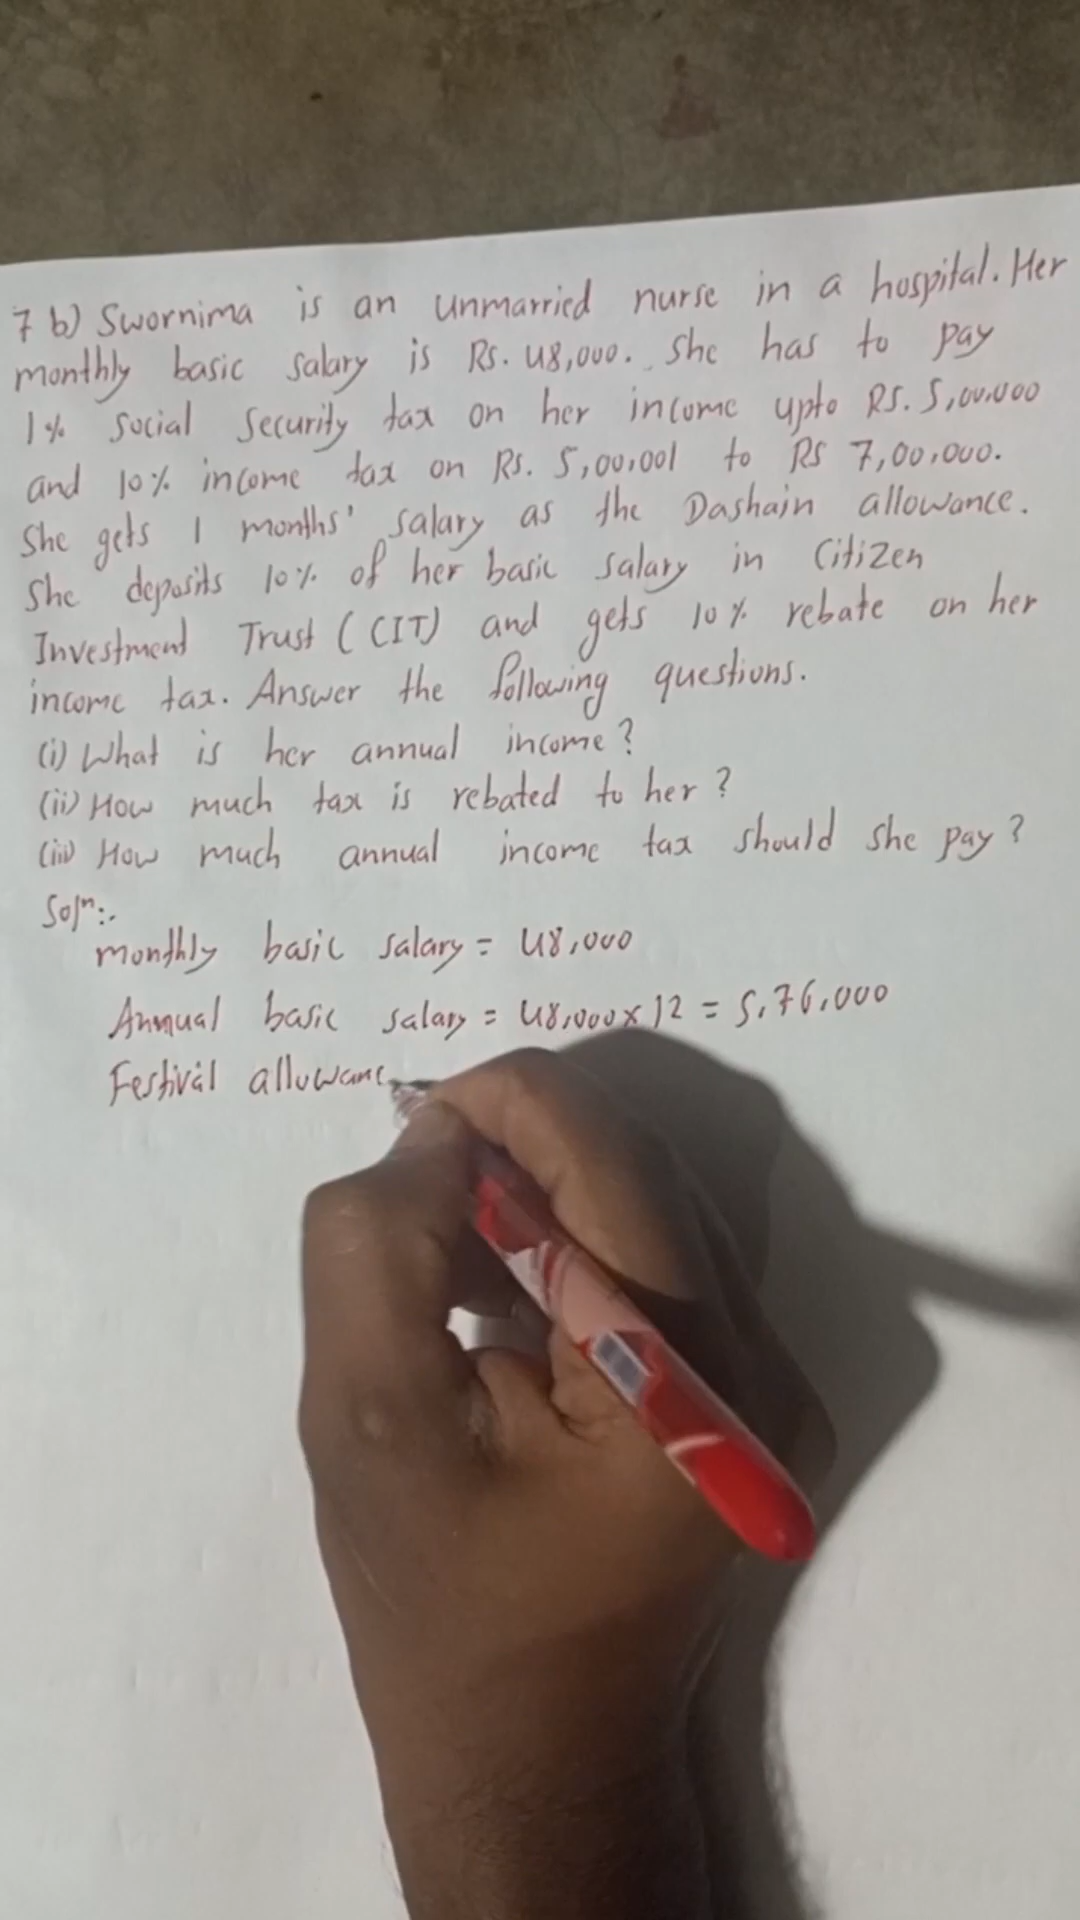 7 b) Swornima is an unmarried nurse in a hospital. Her
monthly basic salary is Rs. 48,000. She has to pay
1% social security tax on her income upto RS. 5,00,000
and 10% income tax on Rs. 5,00,001 to RS 7,00,000.
She gets 1 months' salary as the Dashain allowance.
She deposits 10% of her basic salary in Citizen
Investment Trust (CIT) and gets 10% rebate on her
income tax. Answer the following questions.
(i) What is her annual income?
(ii) How much tax is rebated to her?
(iii) How much annual income tax should she pay?
Solⁿ:.
monthly basic salary = 48,000
Annual basic salary = 48,000 x 12 = 5,76,000
Festival allowanc